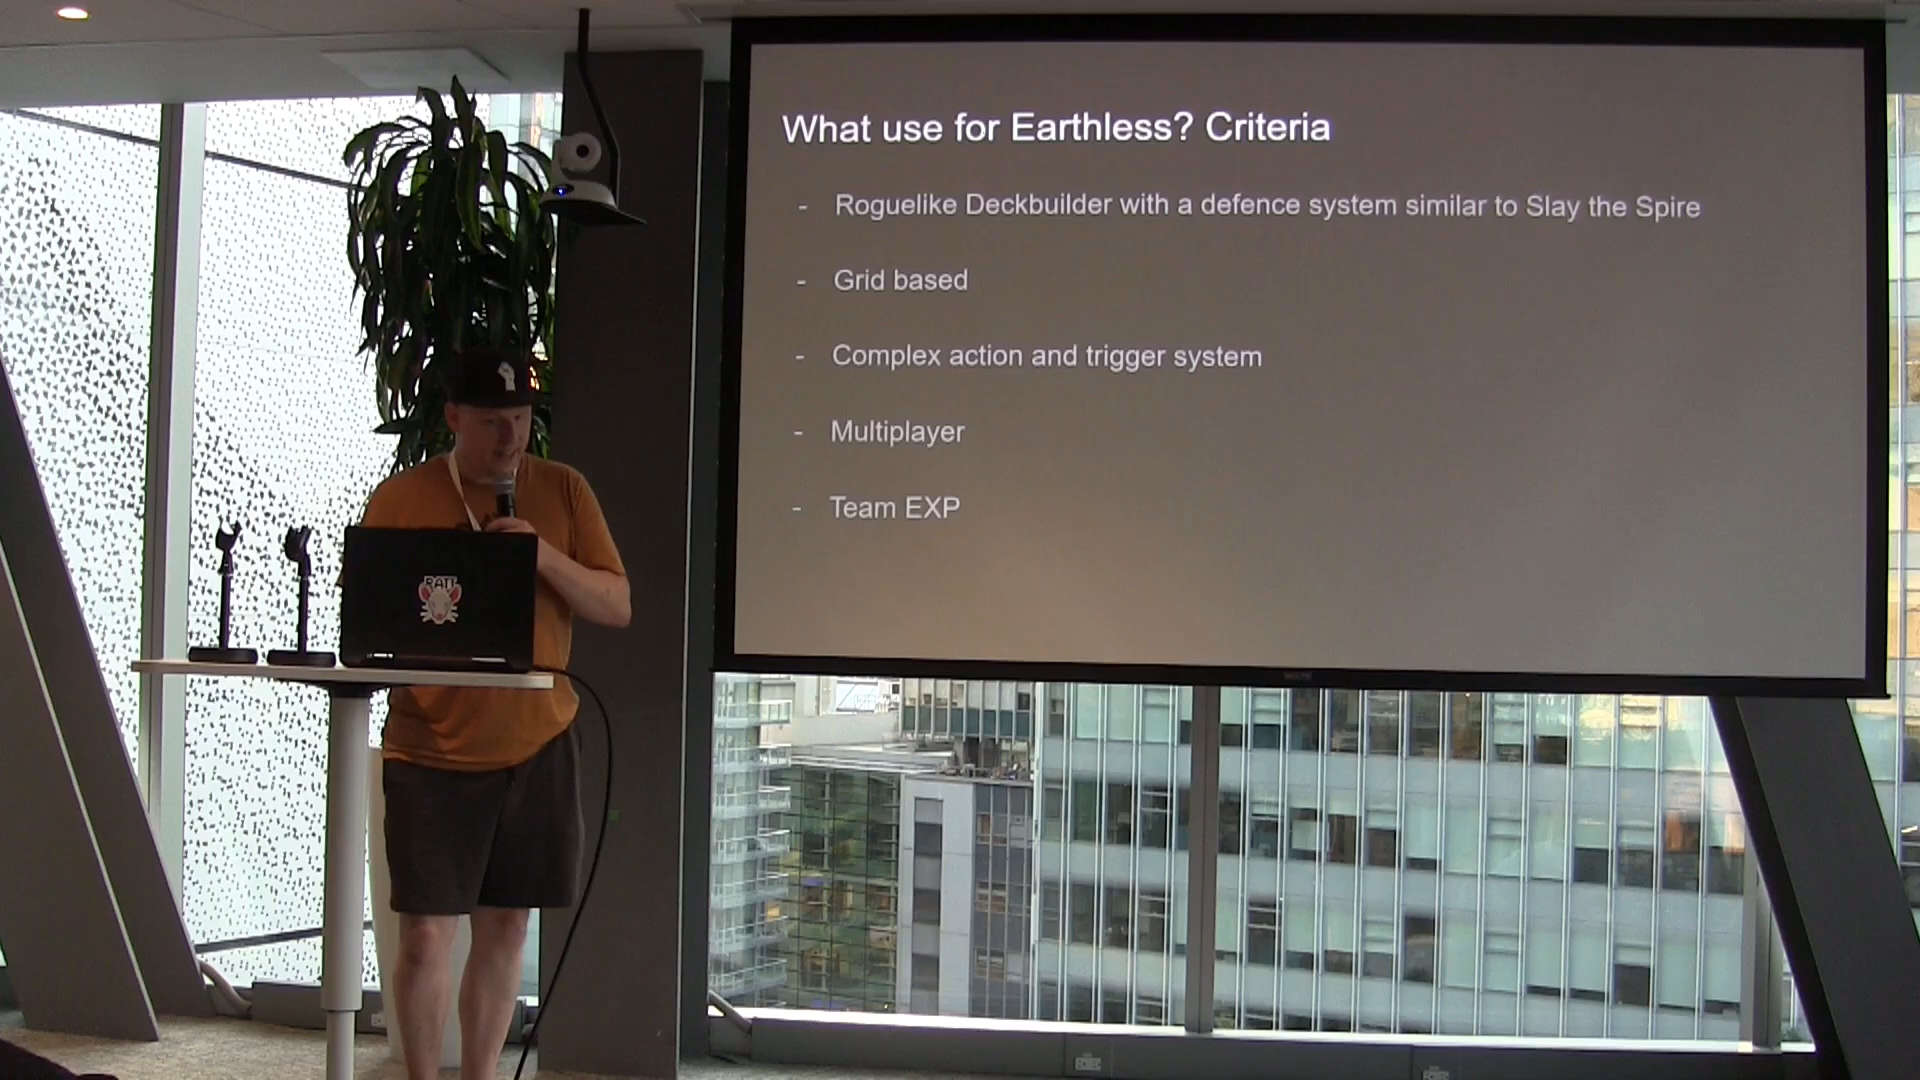 What use for Earthless? Criteria
- Roguelike Deckbuilder with a defence system similar to Slay the Spire
- Grid based
- Complex action and trigger system
- Multiplayer
- Team EXP
RATT